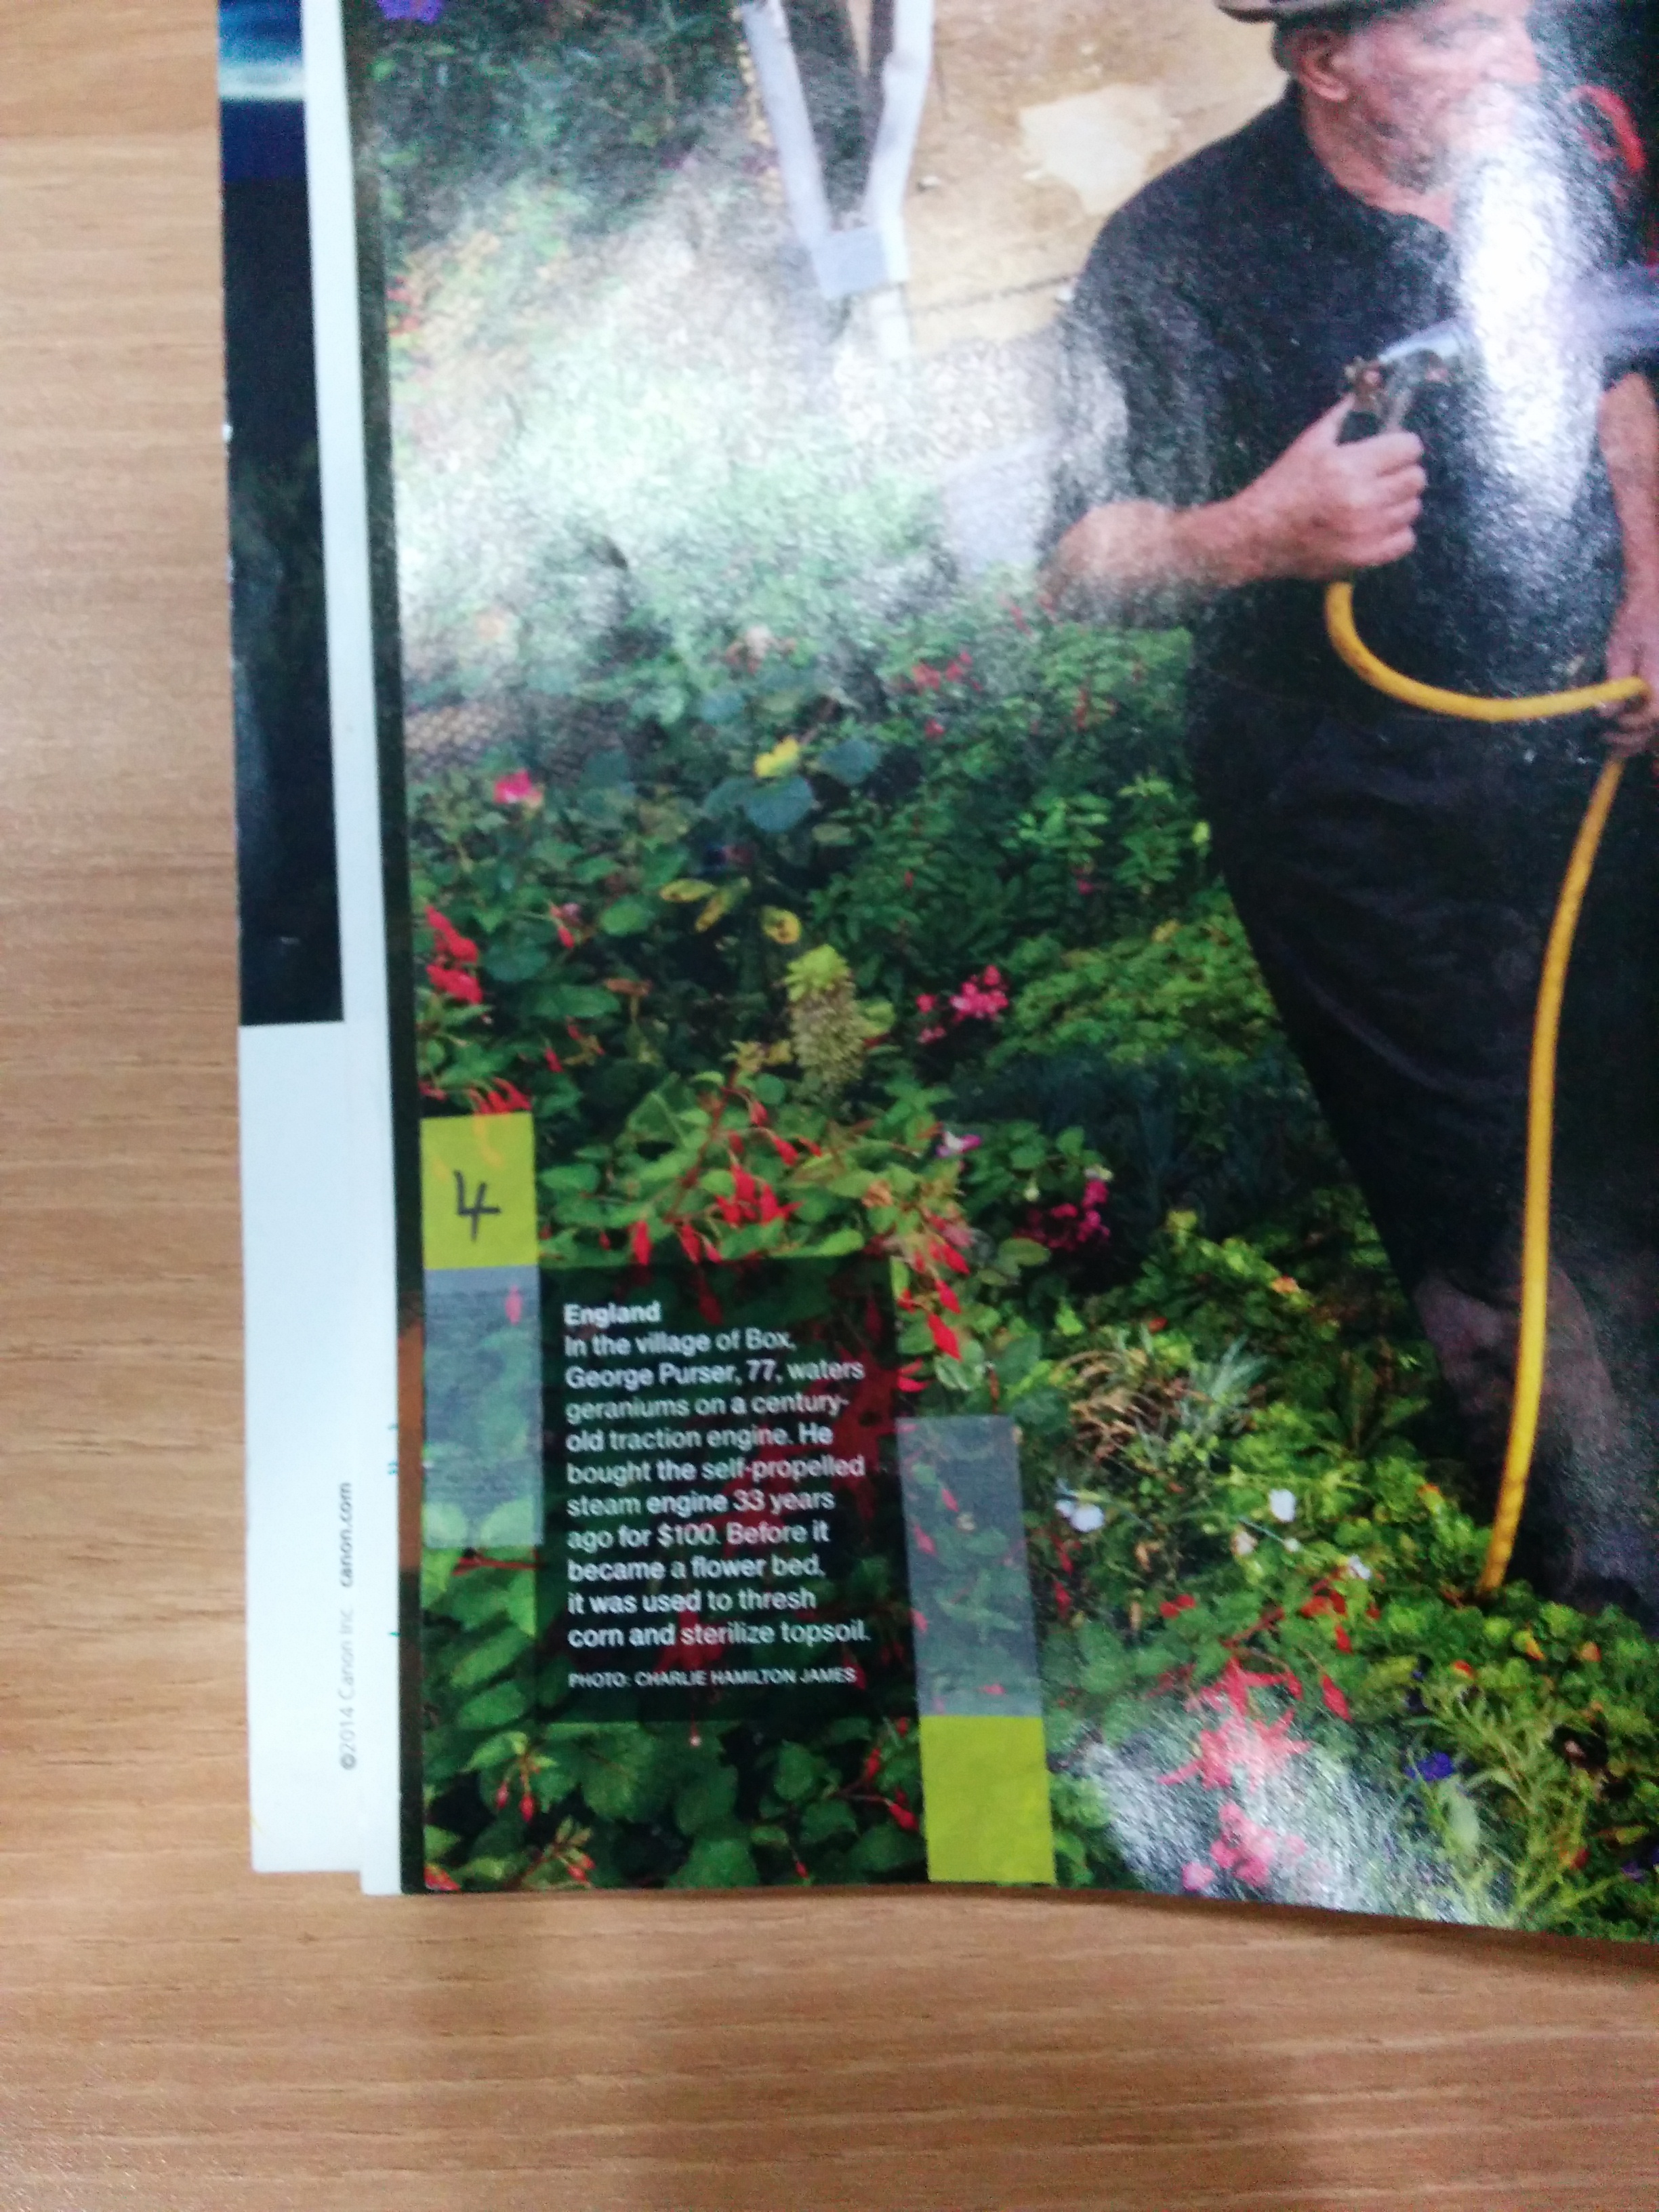 4
England
In the village of Box,
George Purser, 77, waters
geraniums on a century-
old traction engine. He
bought the self-propelled
steam engine 33 years
ago for $100. Before it
became a flower bed,
it was used to thresh
corn and sterilize topsoil.
PHOTO: CHARLIE HAMILTON JAMES
©2014 Canon Inc canon.com